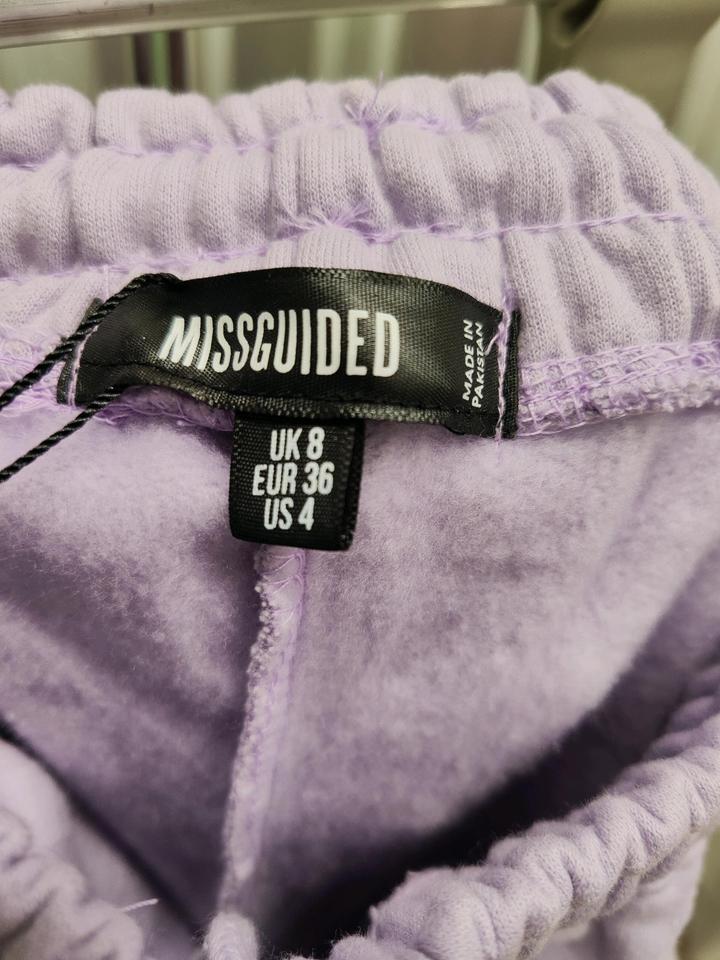 MISSGUIDED
MADE IN
PAKISTAN
UK 8
EUR 36
US 4